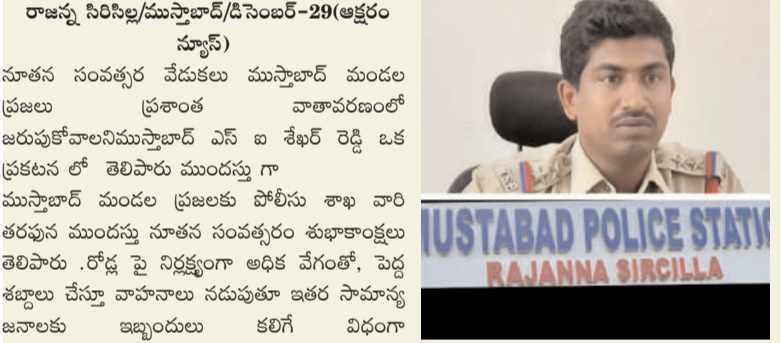 రాజన్న సిరిసిల్ల/ముస్తాబాద్/డిసెంబర్-29(ఆక్షరం
న్యూస్)
నూతన సంవత్సర వేడుకలు ముస్తాబాద్ మండల
ప్రజలు ప్రశాంత వాతావరణంలో
జరుపుకోవాలనిముస్తాబాద్ ఎస్ ఐ శేఖర్ రెడ్డి ఒక
ప్రకటన లో తెలిపారు ముందస్తు గా
ముస్తాబాద్ మండల ప్రజలకు పోలీసు శాఖ వారి
తరఫున ముందస్తు నూతన సంవత్సరం శుభాకాంక్షలు
తెలిపారు .రోడ్ల పై నిర్లక్ష్యంగా అధిక వేగంతో, పెద్ద
శబ్దాలు చేస్తూ వాహనాలు నడుపుతూ ఇతర సామాన్య
జనాలకు ఇబ్బందులు కలిగే విధంగా
MUSTABAD POLICE STATIO
RAJANNA SIRCILLA